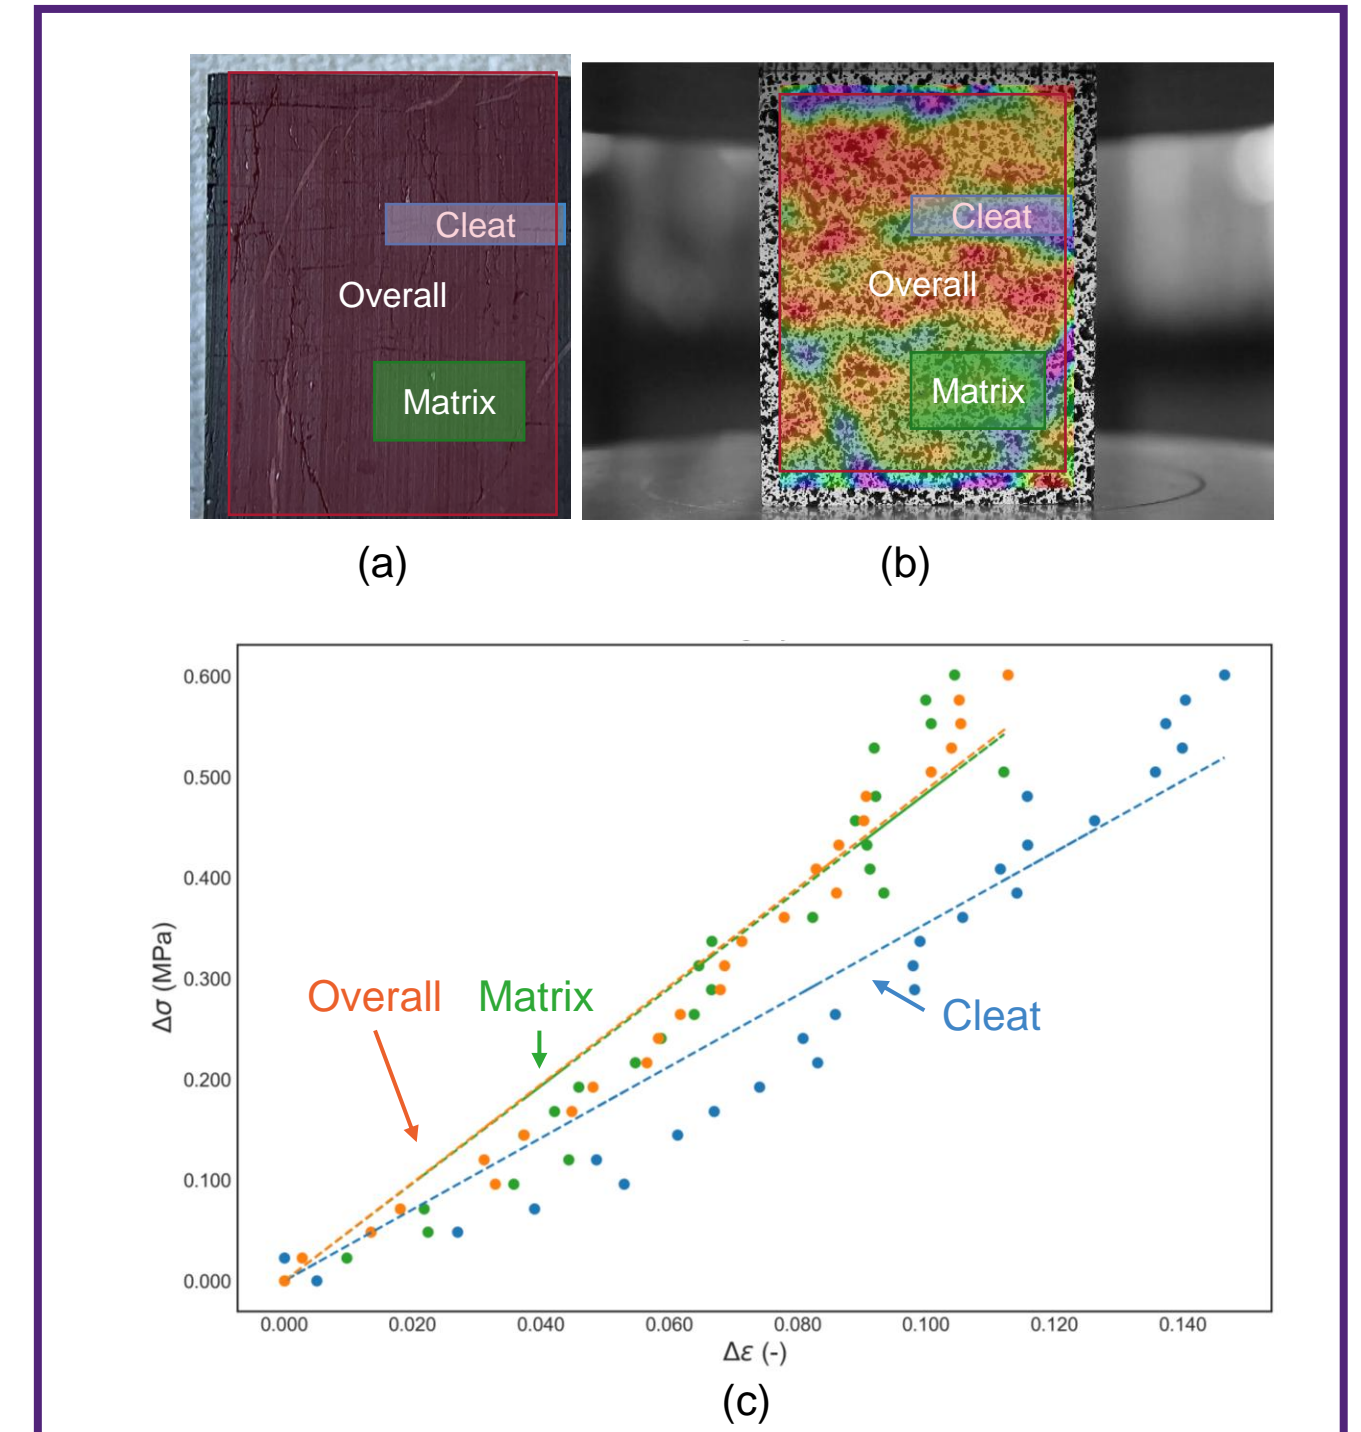 Cleat
Overall
Matrix
(a)
Cleat
Overall
Matrix
(b)
0.600
0.500
0.400
0.300
0.200
0.100
0.000
Δσ (MPa)
Overall
Matrix
Cleat
0.000 0.020 0.040 0.060 0.080 0.100 0.120 0.140
Δε (-)
(c)